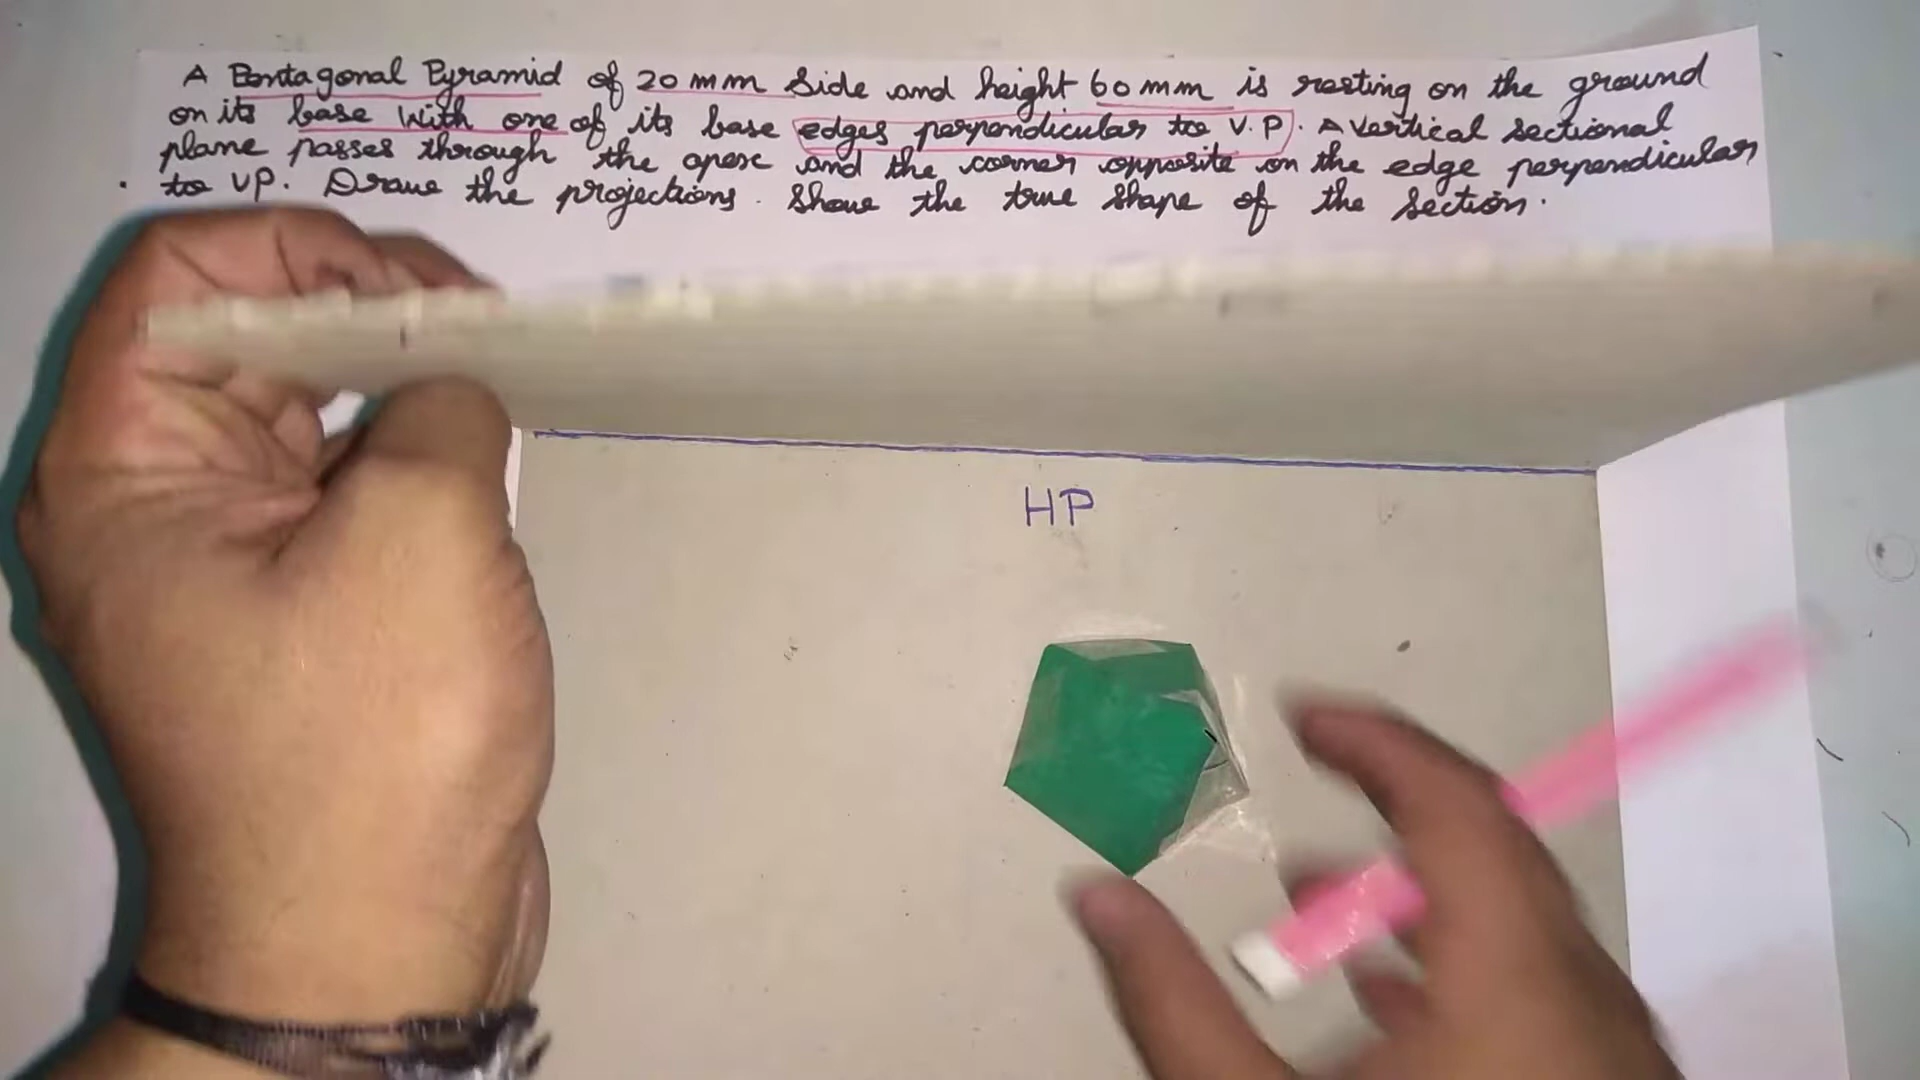 A Pentagonal Pyramid of 20 mm side and height 60 mm is resting on the ground
on its base with one of its base edges perpendicular to V.P. A vertical sectional
plane passes through the apex and the corner opposite on the edge perpendicular
to VP. Draw the projections. Show the true shape of the section.
HP